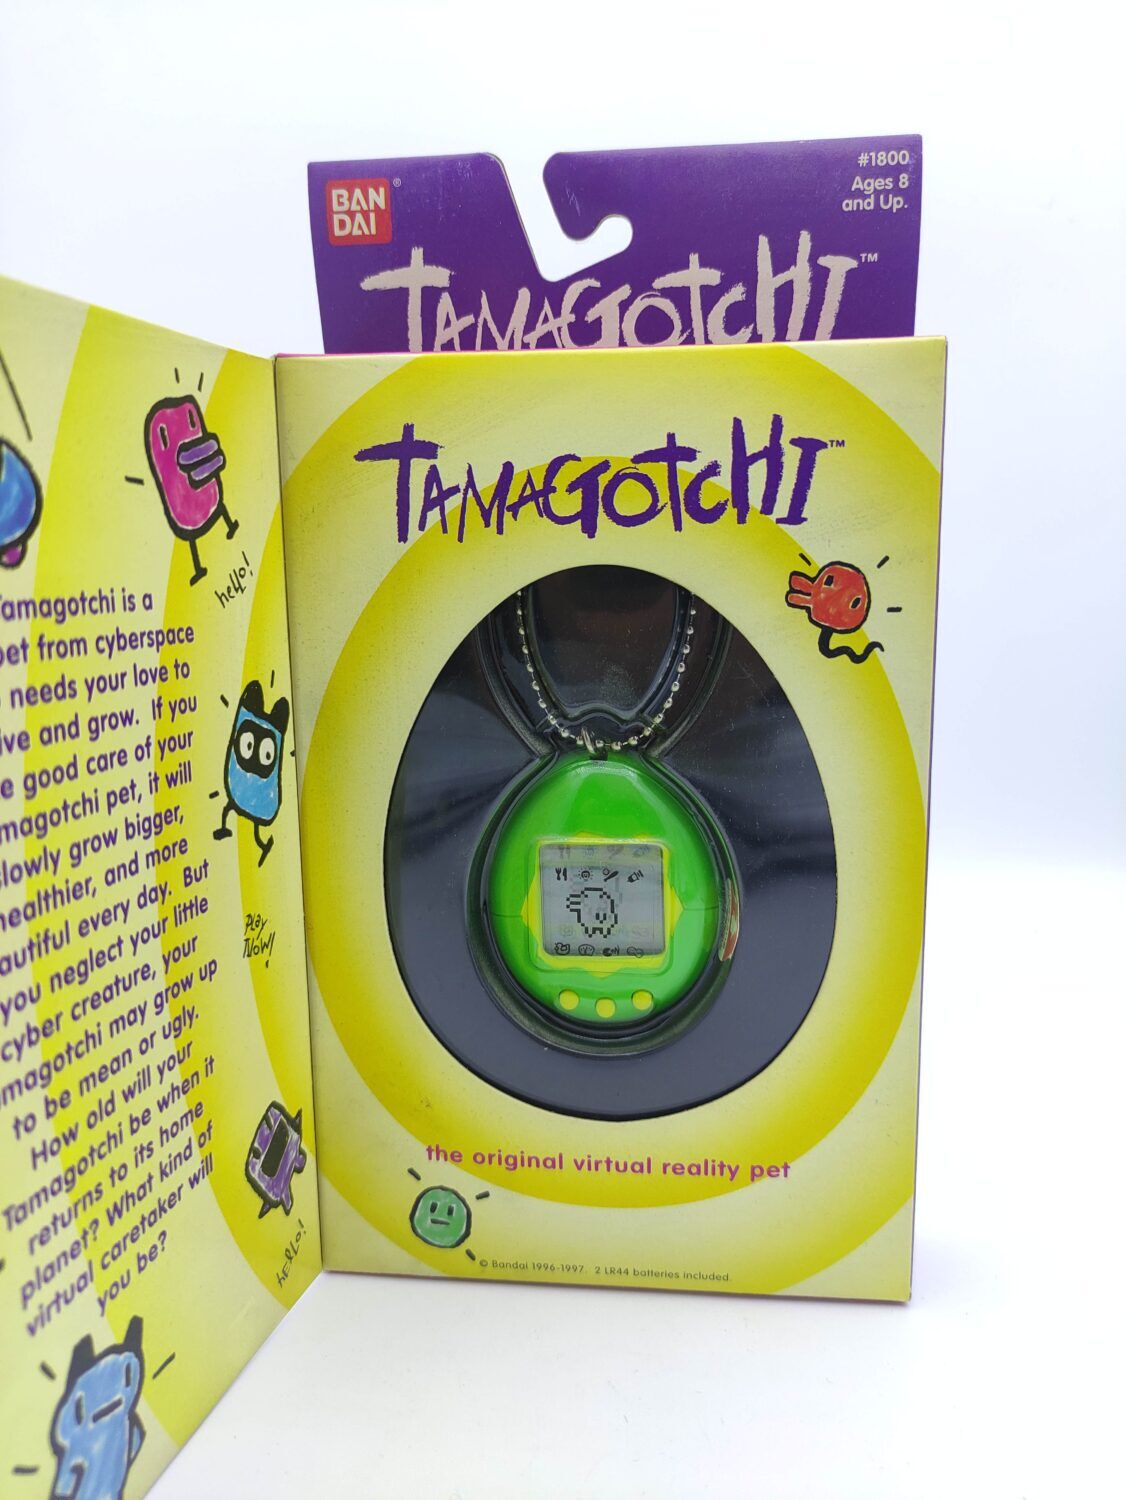 BAN
DAI
®
#1800
Ages 8
and Up.
TAMAGOTCHI™
TAMAGOTCHI™
hello!
amagotchi is a
pet from cyberspace
needs your love to
ive and grow. If you
e good care of your
magotchi pet, it will
slowly grow bigger,
healthier, and more
autiful every day. But
you neglect your little
cyber creature, your
magotchi may grow up
to be mean or ugly.
How old will your
Tamagotchi be when it
returns to its home
planet? What kind of
virtual caretaker will
you be?
Play
Now!
hello!
the original virtual reality pet
© Bandai 1996-1997. 2 LR44 batteries included.